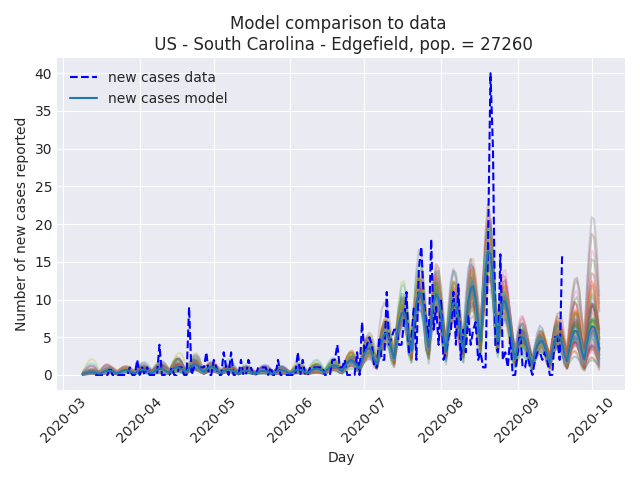 Model comparison to data
US - South Carolina - Edgefield, pop. = 27260
new cases data
new cases model
Number of new cases reported
40
35
30
25
20
15
10
5
0
2020-03
2020-04
2020-05
2020-06
2020-07
2020-08
2020-09
2020-10
Day